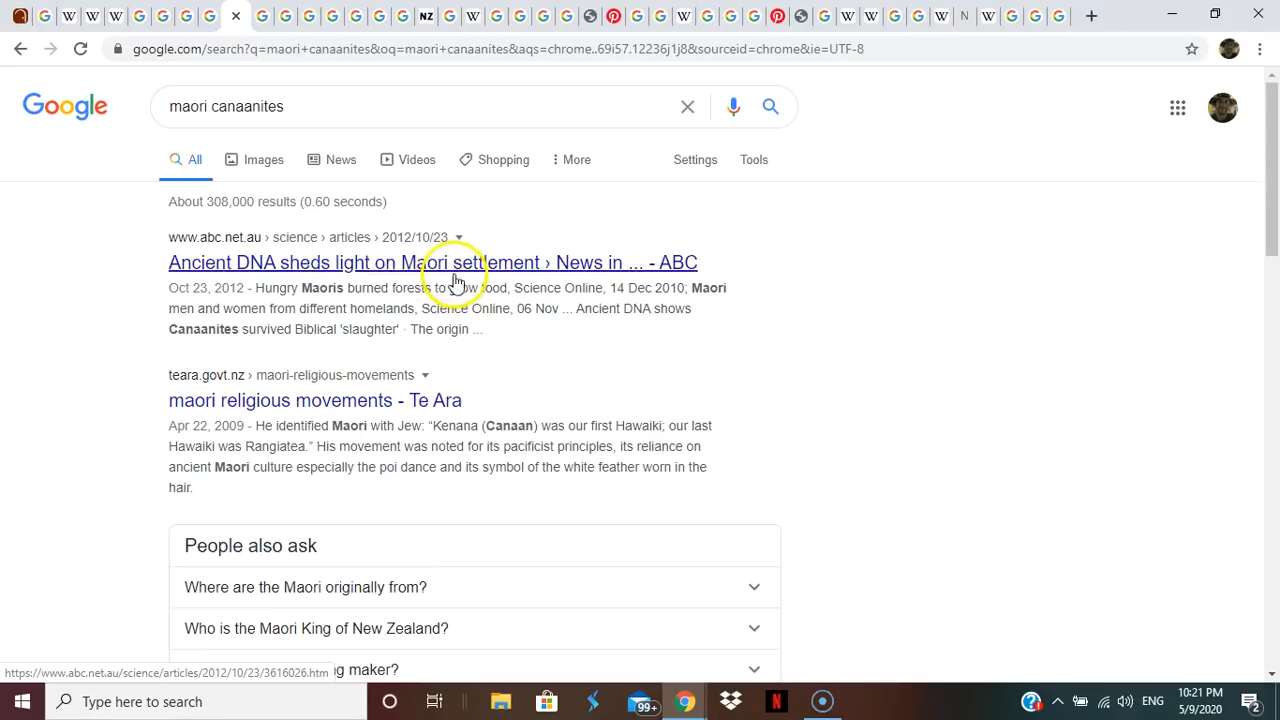 google.com/search?q=maori+canaanites&oq=maori+canaanites&aqs=chrome..69i57.12236j1j8&sourceid=chrome&ie=UTF-8
Google
maori canaanites
All Images News Videos Shopping More Settings Tools
About 308,000 results (0.60 seconds)
www.abc.net.au › science › articles › 2012/10/23
Ancient DNA sheds light on Maori settlement › News in ... - ABC
Oct 23, 2012 - Hungry Maoris burned forests to food, Science Online, 14 Dec 2010; Maori
men and women from different homelands, Science Online, 06 Nov ... Ancient DNA shows
Canaanites survived Biblical 'slaughter' · The origin ...
teara.govt.nz › maori-religious-movements
maori religious movements - Te Ara
Apr 22, 2009 - He identified Maori with Jew: “Kenana (Canaan) was our first Hawaiki; our last
Hawaiki was Rangiatea.” His movement was noted for its pacificist principles, its reliance on
ancient Maori culture especially the poi dance and its symbol of the white feather worn in the
hair.
People also ask
Where are the Maori originally from?
Who is the Maori King of New Zealand?
https://www.abc.net.au/science/articles/2012/10/23/3616026.htm
maker?
Type here to search
99+
ENG
10:21 PM
5/9/2020
2